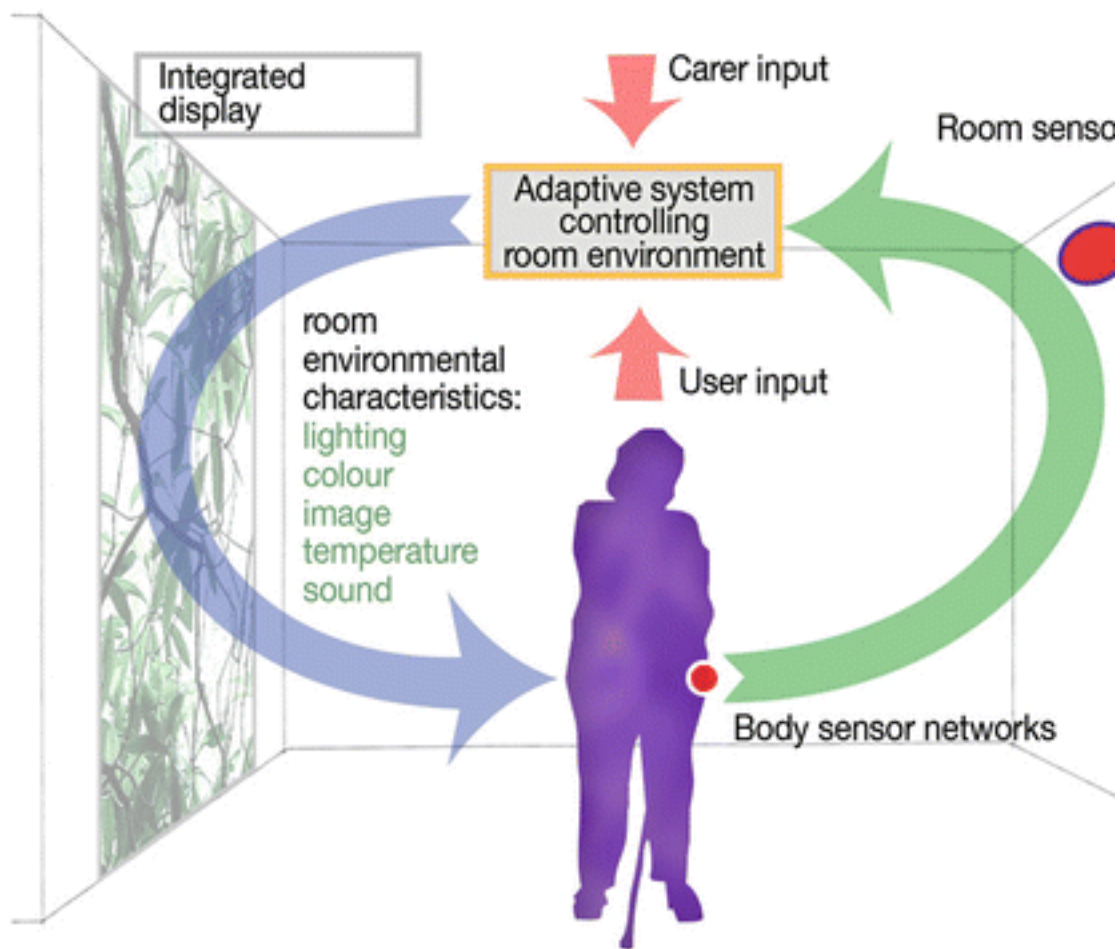 Integrated
display
Carer input
Room senso
Adaptive system
controlling
room environment
room
environmental
characteristics:
lighting
colour
image
temperature
sound
User input
Body sensor networks